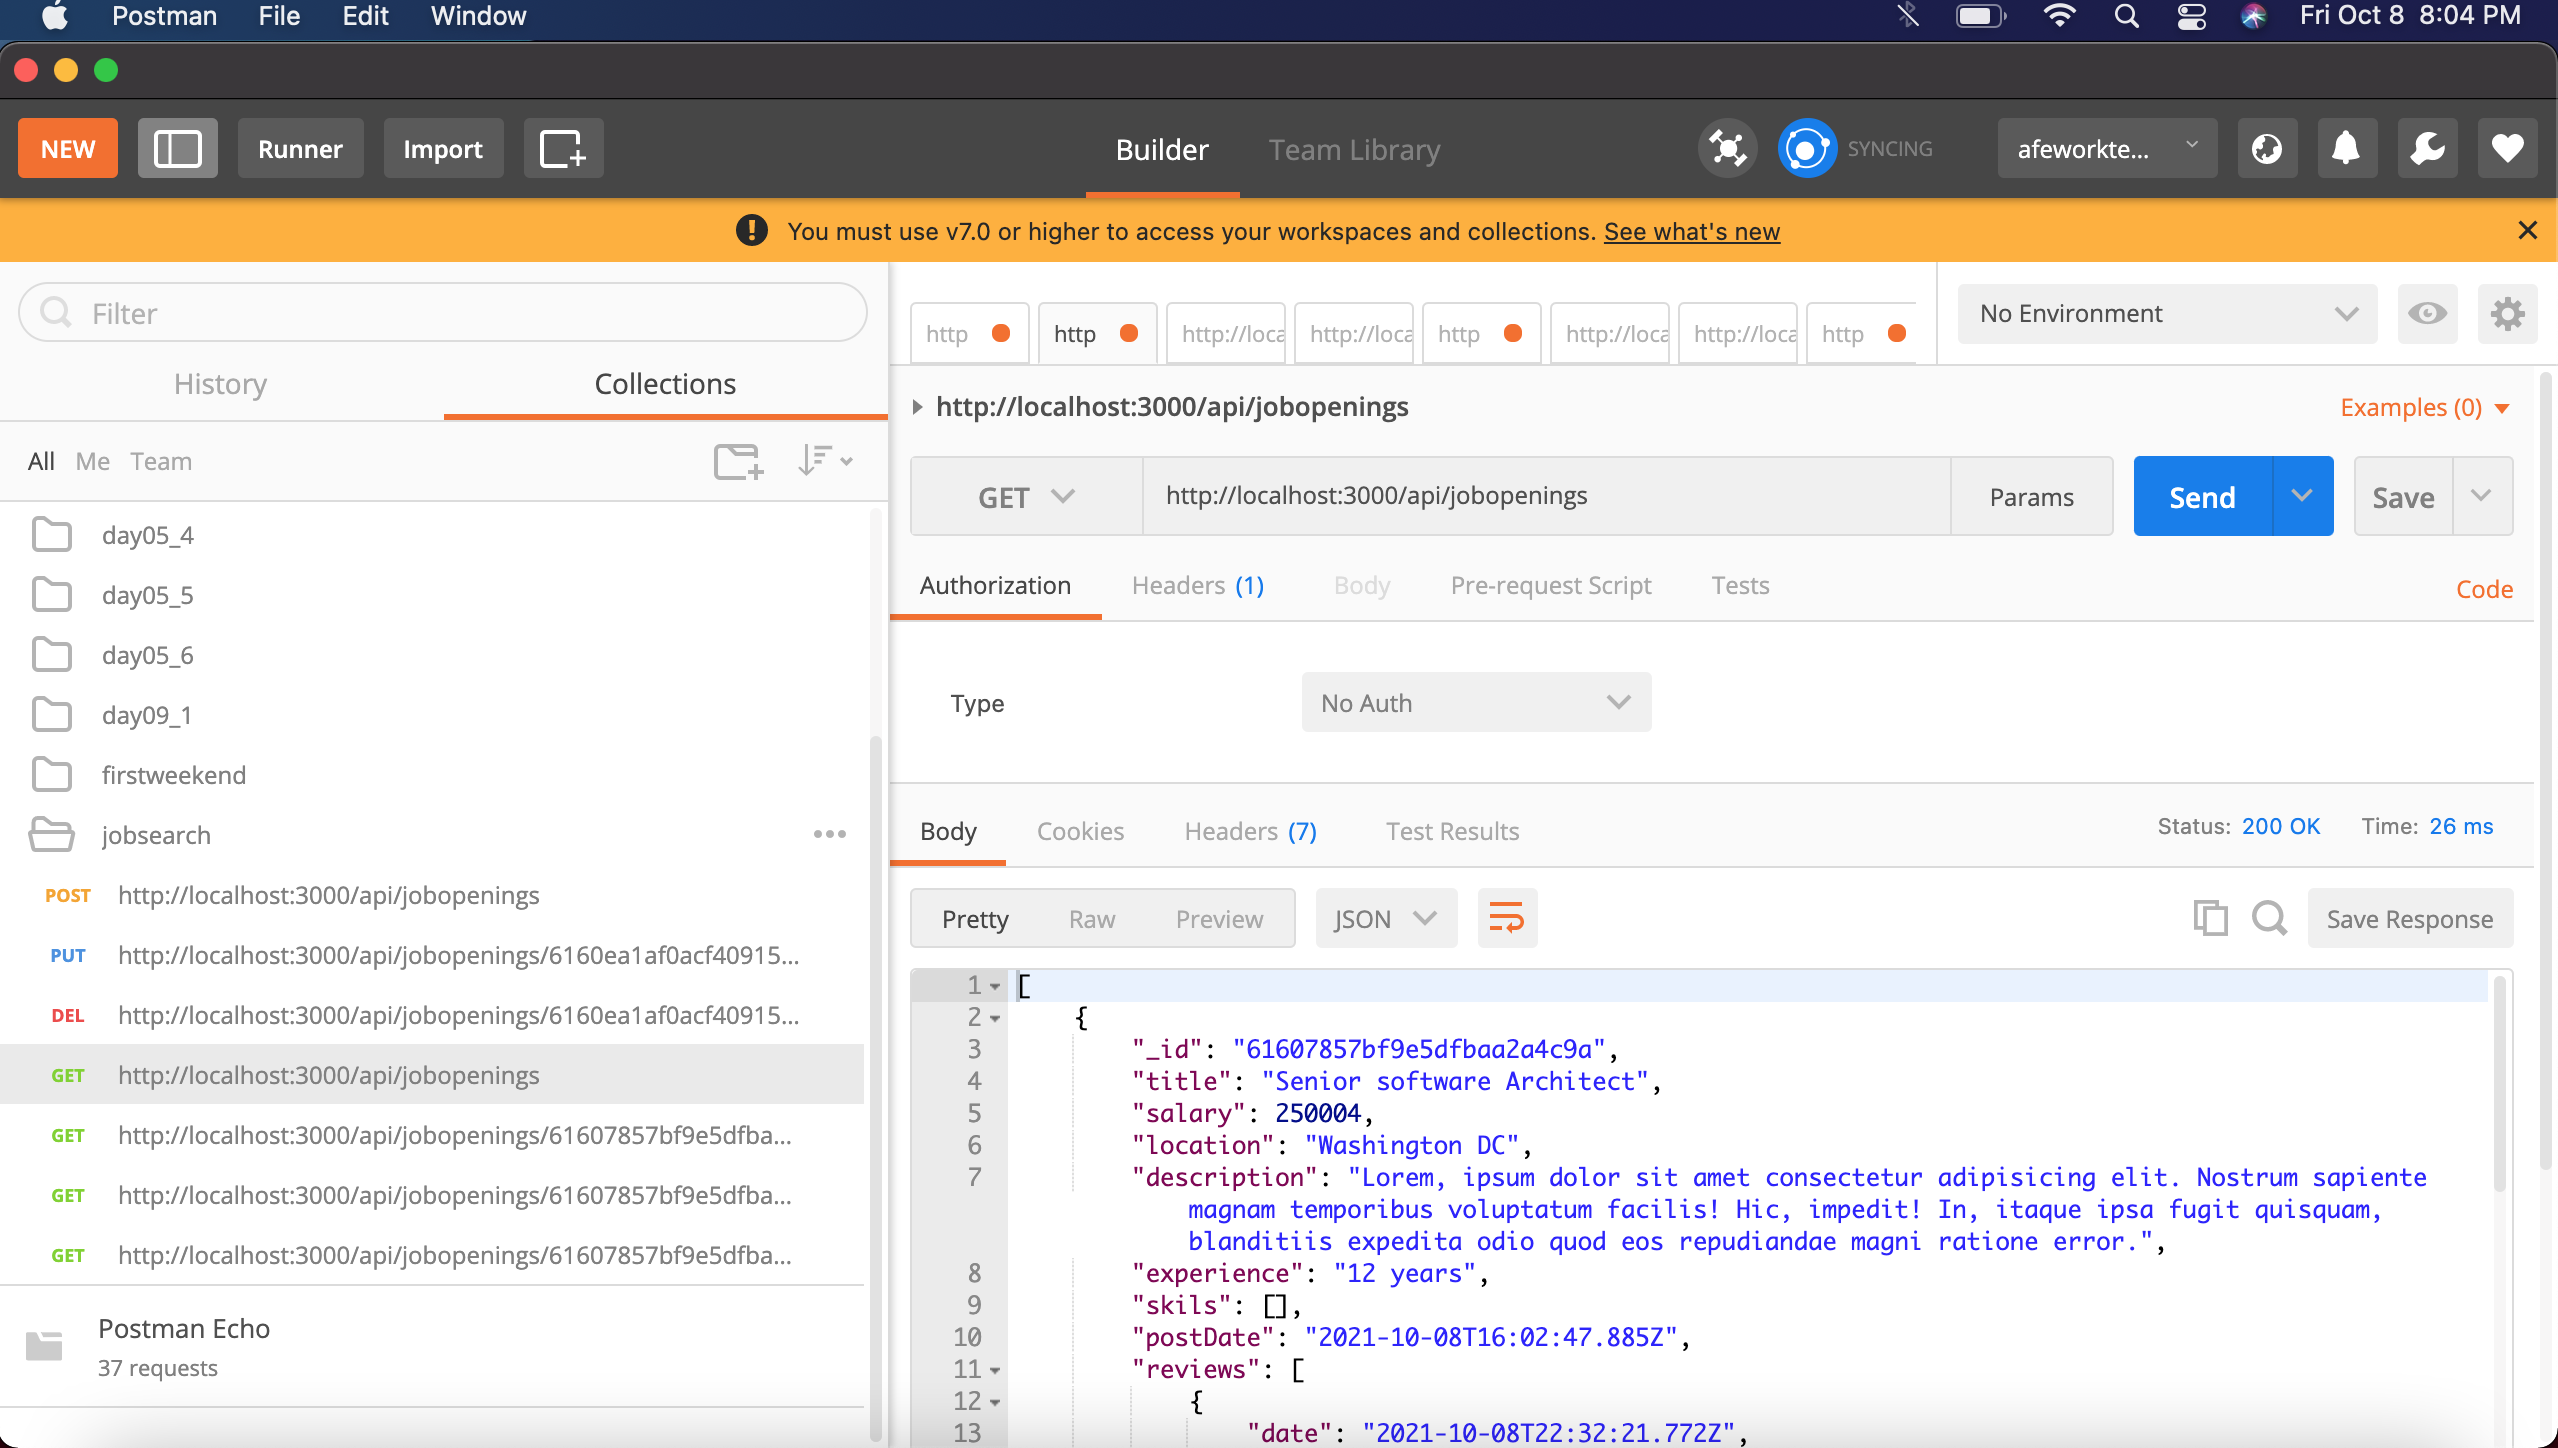 Postman File Edit Window Fri Oct 8 8:04 PM
NEW Runner Import Builder Team Library SYNCING afeworkte...
You must use v7.0 or higher to access your workspaces and collections. See what's new
Filter
http http http://loca http://loca http http://loca http://loca http No Environment
History Collections
http://localhost:3000/api/jobopenings Examples (0)
All Me Team
GET http://localhost:3000/api/jobopenings Params Send Save
day05_4
day05_5
Authorization Headers (1) Body Pre-request Script Tests Code
day05_6
day09_1
Type No Auth
firstweekend
jobsearch
Body Cookies Headers (7) Test Results Status: 200 OK Time: 26 ms
POST http://localhost:3000/api/jobopenings
Pretty Raw Preview JSON Save Response
PUT http://localhost:3000/api/jobopenings/6160ea1af0acf40915...
DEL http://localhost:3000/api/jobopenings/6160ea1af0acf40915...
GET http://localhost:3000/api/jobopenings
GET http://localhost:3000/api/jobopenings/61607857bf9e5dfba...
GET http://localhost:3000/api/jobopenings/61607857bf9e5dfba...
GET http://localhost:3000/api/jobopenings/61607857bf9e5dfba...
Postman Echo
37 requests
1 [
2 {
3 "_id": "61607857bf9e5dfbaa2a4c9a",
4 "title": "Senior software Architect",
5 "salary": 250004,
6 "location": "Washington DC",
7 "description": "Lorem, ipsum dolor sit amet consectetur adipisicing elit. Nostrum sapiente
magnam temporibus voluptatum facilis! Hic, impedit! In, itaque ipsa fugit quisquam,
blanditiis expedita odio quod eos repudiandae magni ratione error.",
8 "experience": "12 years",
9 "skils": [],
10 "postDate": "2021-10-08T16:02:47.885Z",
11 "reviews": [
12 {
13 "date": "2021-10-08T22:32:21.772Z",